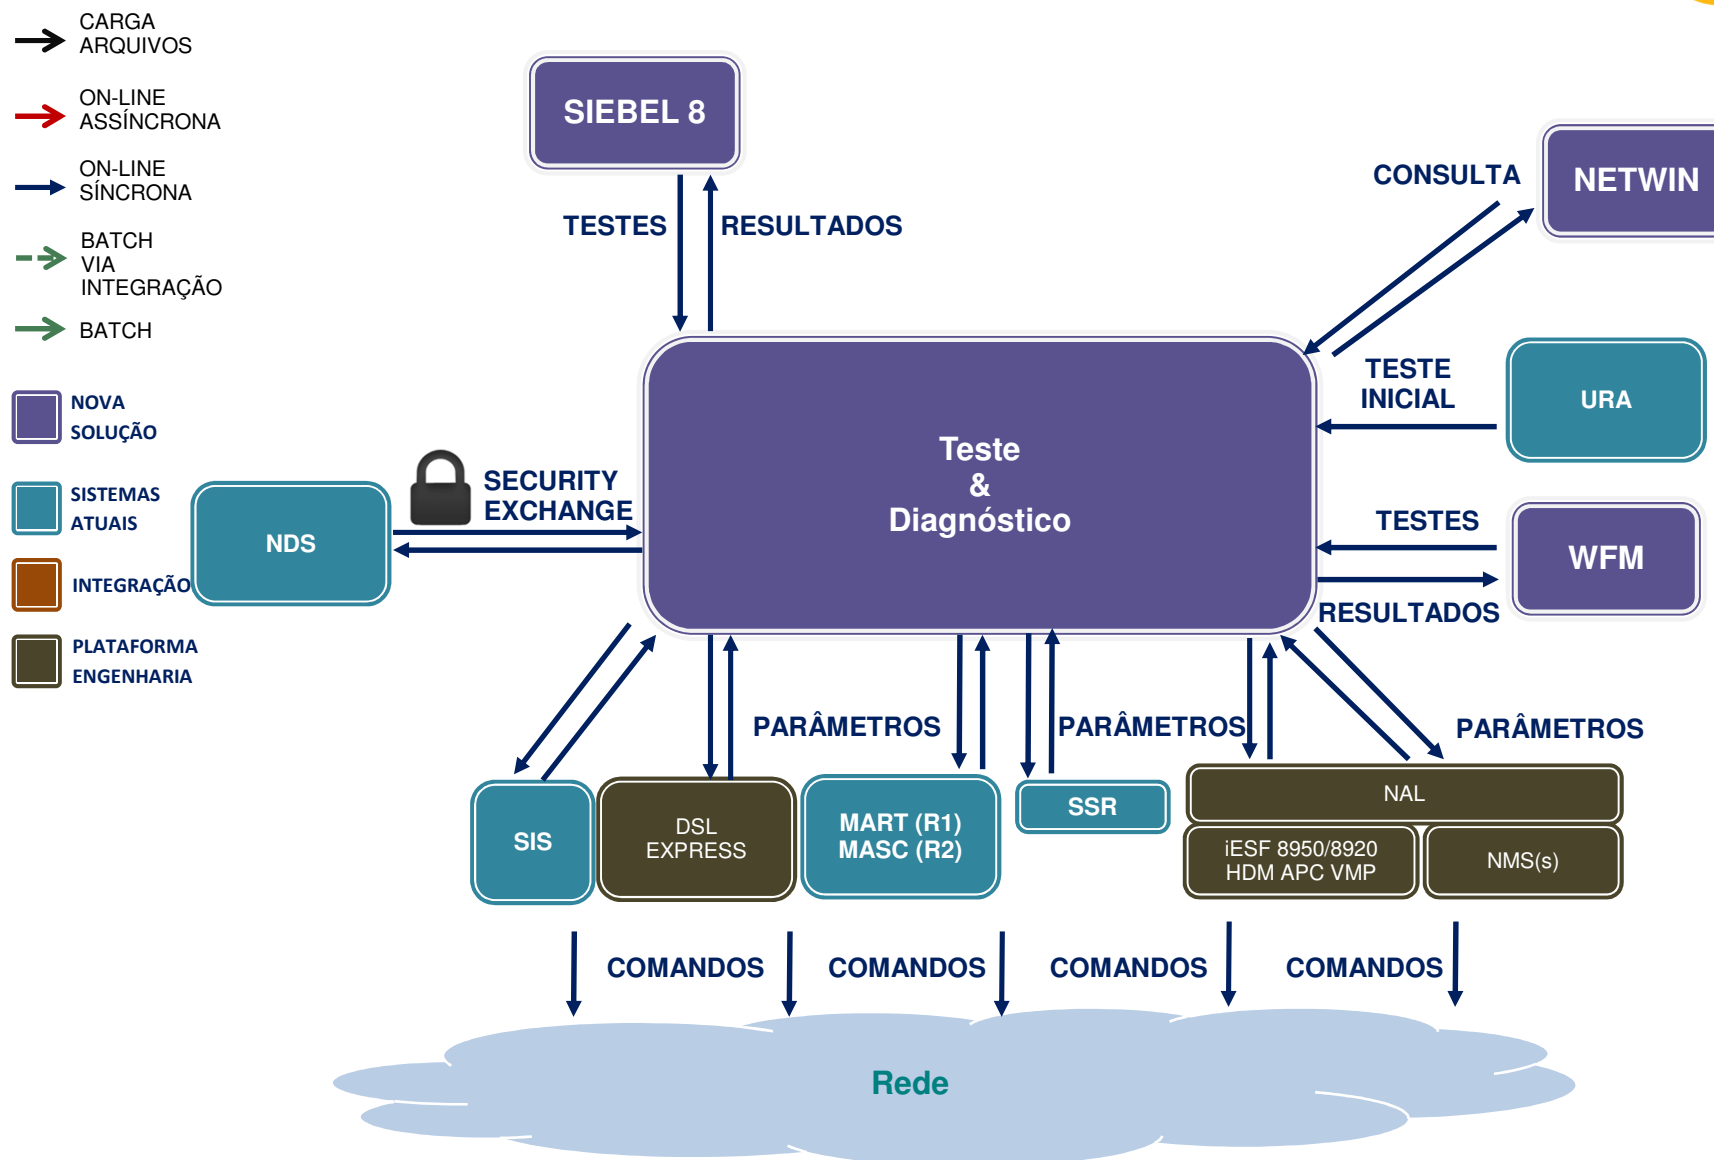 CARGA
ARQUIVOS
ON-LINE
ASSÍNCRONA
ON-LINE
SÍNCRONA
BATCH
VIA
INTEGRAÇÃO
BATCH
NOVA
SOLUÇÃO
SISTEMAS
ATUAIS
INTEGRAÇÃO
PLATAFORMA
ENGENHARIA
SIEBEL 8
TESTES
RESULTADOS
CONSULTA
NETWIN
TESTE
INICIAL
URA
Teste
&
Diagnóstico
SECURITY
EXCHANGE
NDS
TESTES
WFM
RESULTADOS
PARÂMETROS
PARÂMETROS
PARÂMETROS
SIS
DSL
EXPRESS
MART (R1)
MASC (R2)
SSR
NAL
iESF 8950/8920
HDM APC VMP
NMS(s)
COMANDOS
COMANDOS
COMANDOS
COMANDOS
Rede